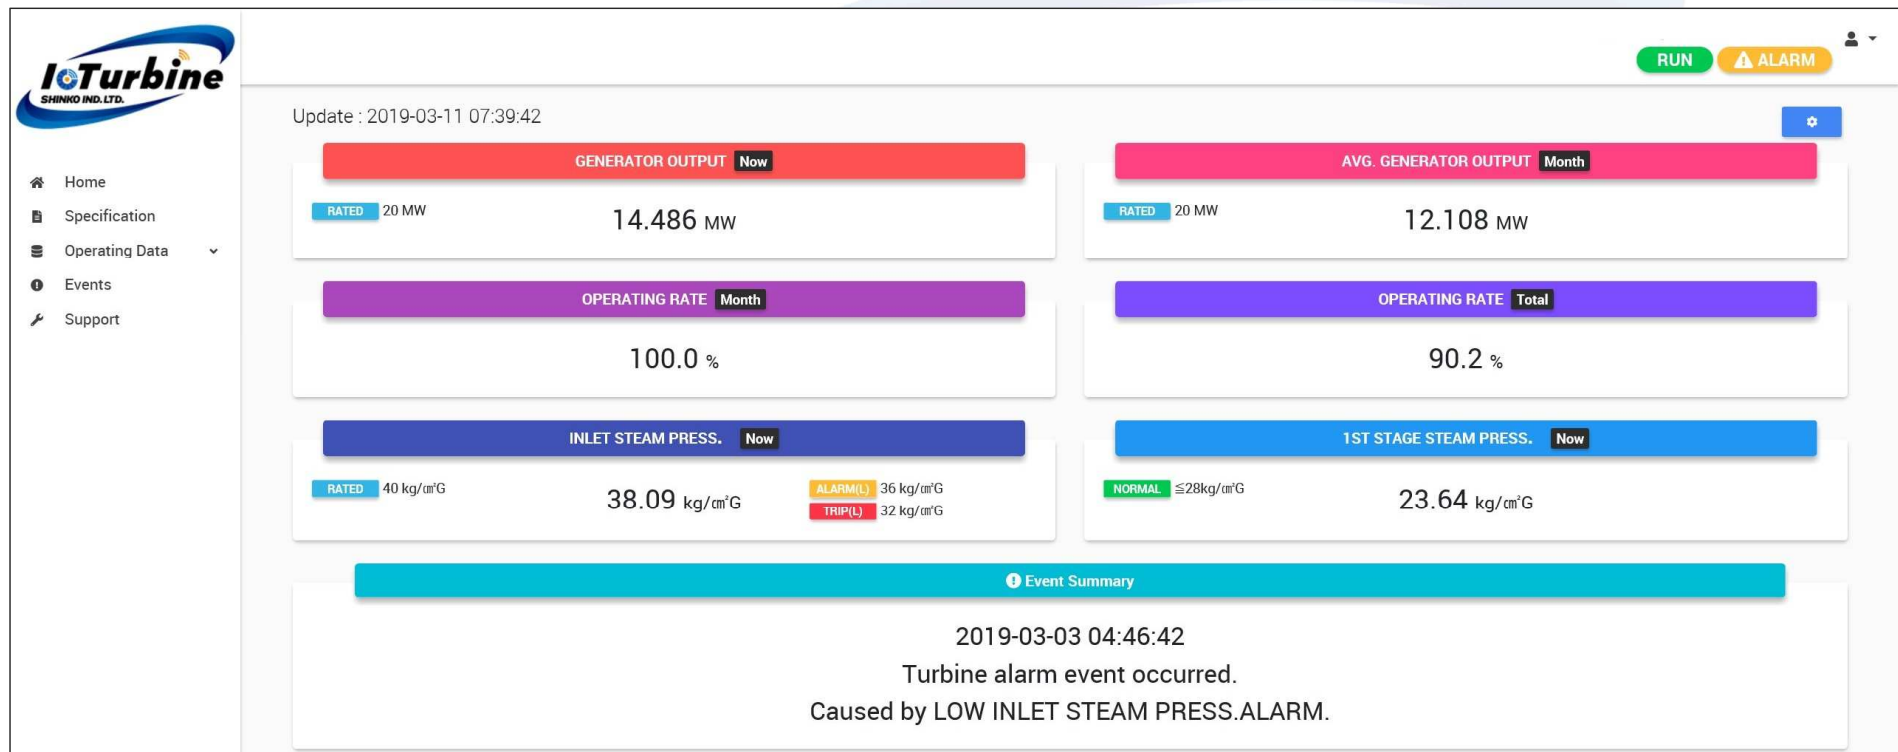 IoTurbine
SHINKO IND.LTD.
RUN
ALARM
Home
Specification
Operating Data
Events
Support
Update : 2019-03-11 07:39:42
GENERATOR OUTPUT Now
RATED 20 MW
14.486 MW
AVG. GENERATOR OUTPUT Month
RATED 20 MW
12.108 MW
OPERATING RATE Month
100.0 %
OPERATING RATE Total
90.2 %
INLET STEAM PRESS. Now
RATED 40 kg/㎠G
38.09 kg/㎠G
ALARM(L) 36 kg/㎠G
TRIP(L) 32 kg/㎠G
1ST STAGE STEAM PRESS. Now
NORMAL ≦28kg/㎠G
23.64 kg/㎠G
Event Summary
2019-03-03 04:46:42
Turbine alarm event occurred.
Caused by LOW INLET STEAM PRESS.ALARM.